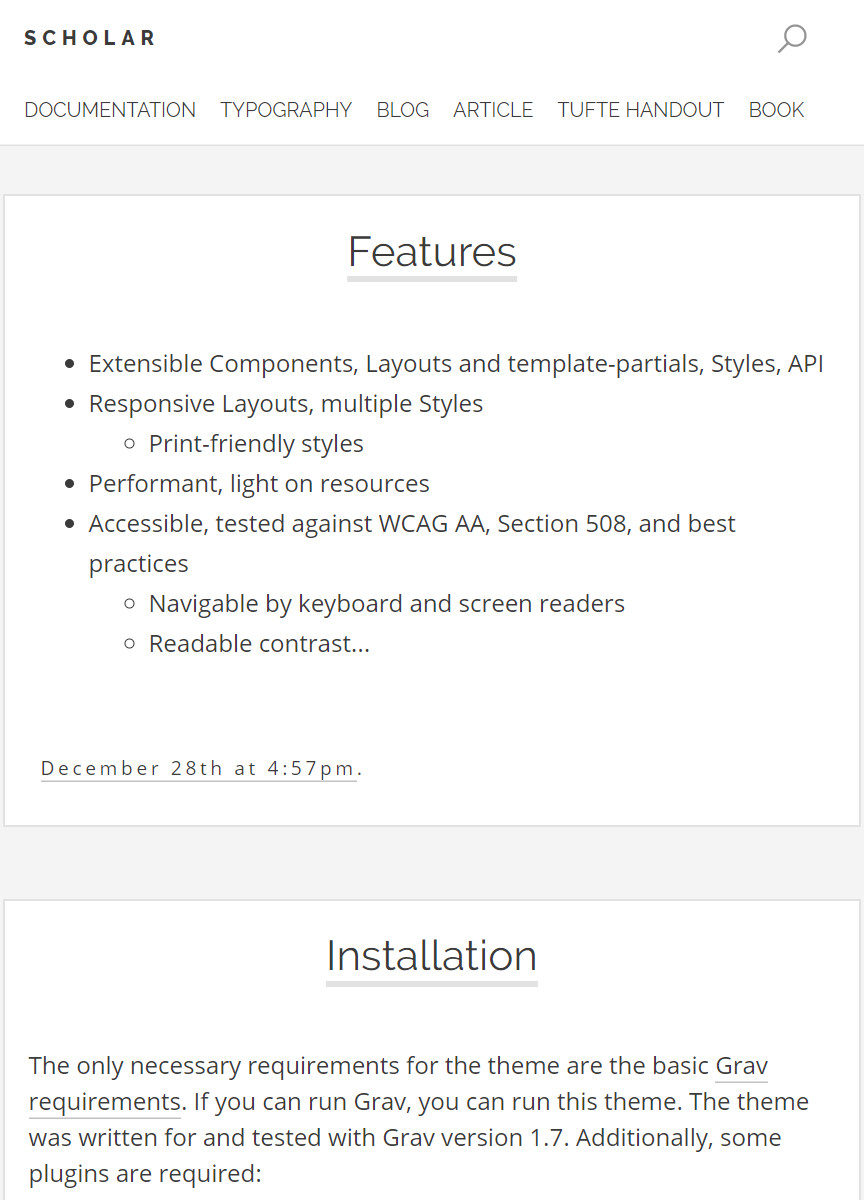 SCHOLAR
DOCUMENTATION TYPOGRAPHY BLOG ARTICLE TUFTE HANDOUT BOOK
Features
Extensible Components, Layouts and template-partials, Styles, API
Responsive Layouts, multiple Styles
Print-friendly styles
Performant, light on resources
Accessible, tested against WCAG AA, Section 508, and best
practices
Navigable by keyboard and screen readers
Readable contrast...
December 28th at 4:57pm.
Installation
The only necessary requirements for the theme are the basic Grav
requirements. If you can run Grav, you can run this theme. The theme
was written for and tested with Grav version 1.7. Additionally, some
plugins are required: